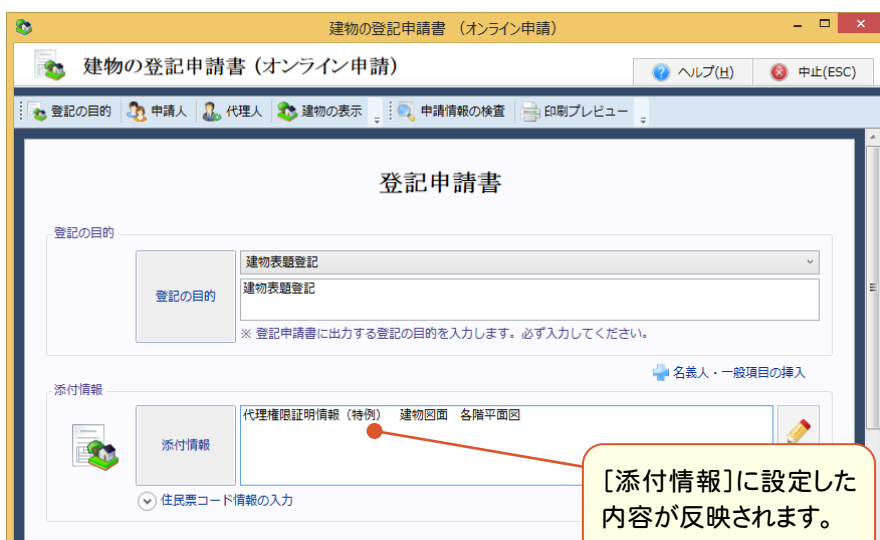 建物の登記申請書 （オンライン申請）
建物の登記申請書（オンライン申請）
ヘルプ(H) 中止(ESC)
登記の目的 申請人 代理人 建物の表示 申請情報の検査 印刷プレビュー
登記申請書
登記の目的
建物表題登記
登記の目的
建物表題登記
※ 登記申請書に出力する登記の目的を入力します。必ず入力してください。
名義人・一般項目の挿入
添付情報
代理権限証明情報（特例） 建物図面 各階平面図
添付情報
住民票コード情報の入力
［添付情報］に設定した
内容が反映されます。